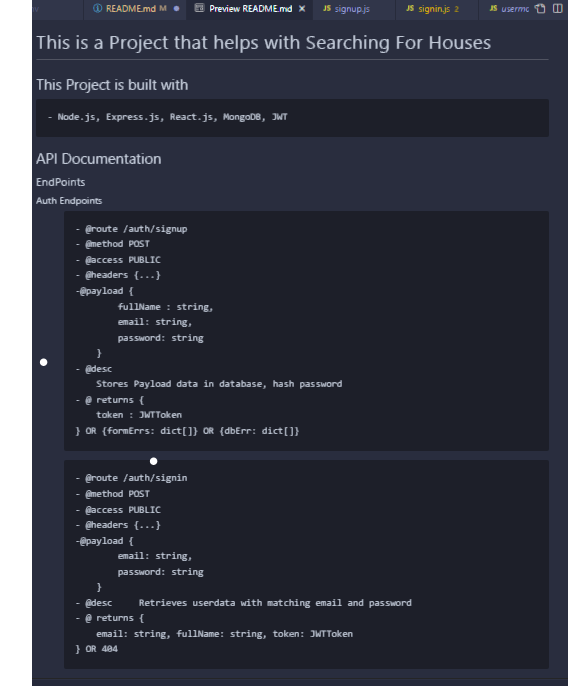 README.md M
Preview README.md
JS signup.js
JS signin.js 2
JS usermc
This is a Project that helps with Searching For Houses
This Project is built with
- Node.js, Express.js, React.js, MongoDB, JWT
API Documentation
EndPoints
Auth Endpoints
- @route /auth/signup
- @method POST
- @access PUBLIC
- @headers {...}
-@payload {
fullName : string,
email: string,
password: string
}
- @desc
Stores Payload data in database, hash password
- @ returns {
token : JWTToken
} OR {formErrs: dict[]} OR {dbErr: dict[]}
- @route /auth/signin
- @method POST
- @access PUBLIC
- @headers {...}
-@payload {
email: string,
password: string
}
- @desc Retrieves userdata with matching email and password
- @ returns {
email: string, fullName: string, token: JWTToken
} OR 404